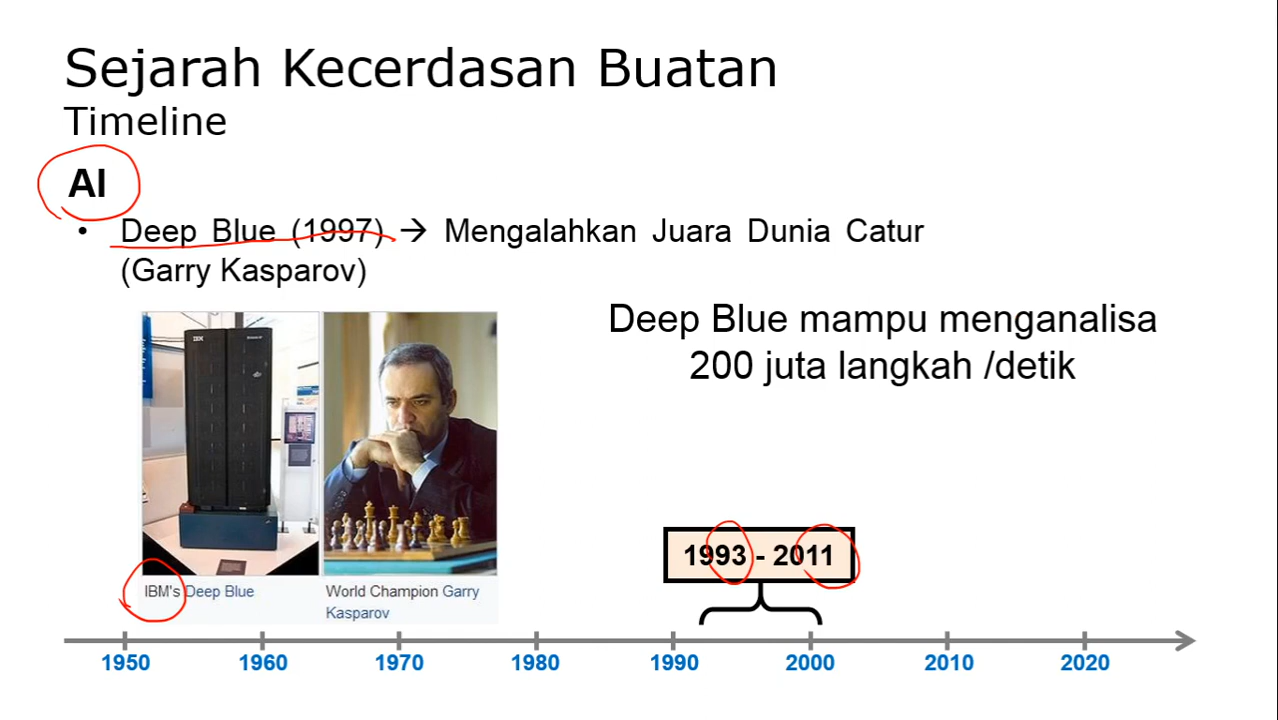 Sejarah Kecerdasan Buatan
Timeline
AI
• Deep Blue (1997) → Mengalahkan Juara Dunia Catur
(Garry Kasparov)
Deep Blue mampu menganalisa
200 juta langkah /detik
IBM
IBM's Deep Blue
World Champion Garry
Kasparov
1993 - 2011
1950 1960 1970 1980 1990 2000 2010 2020